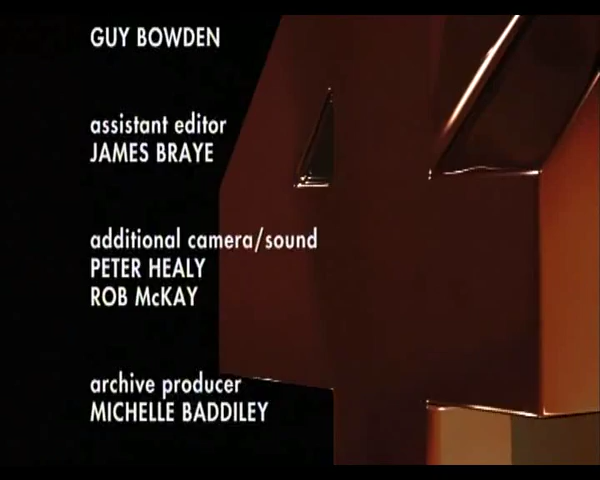 GUY BOWDEN
assistant editor
JAMES BRAYE
additional camera/sound
PETER HEALY
ROB McKAY
archive producer
MICHELLE BADDILEY